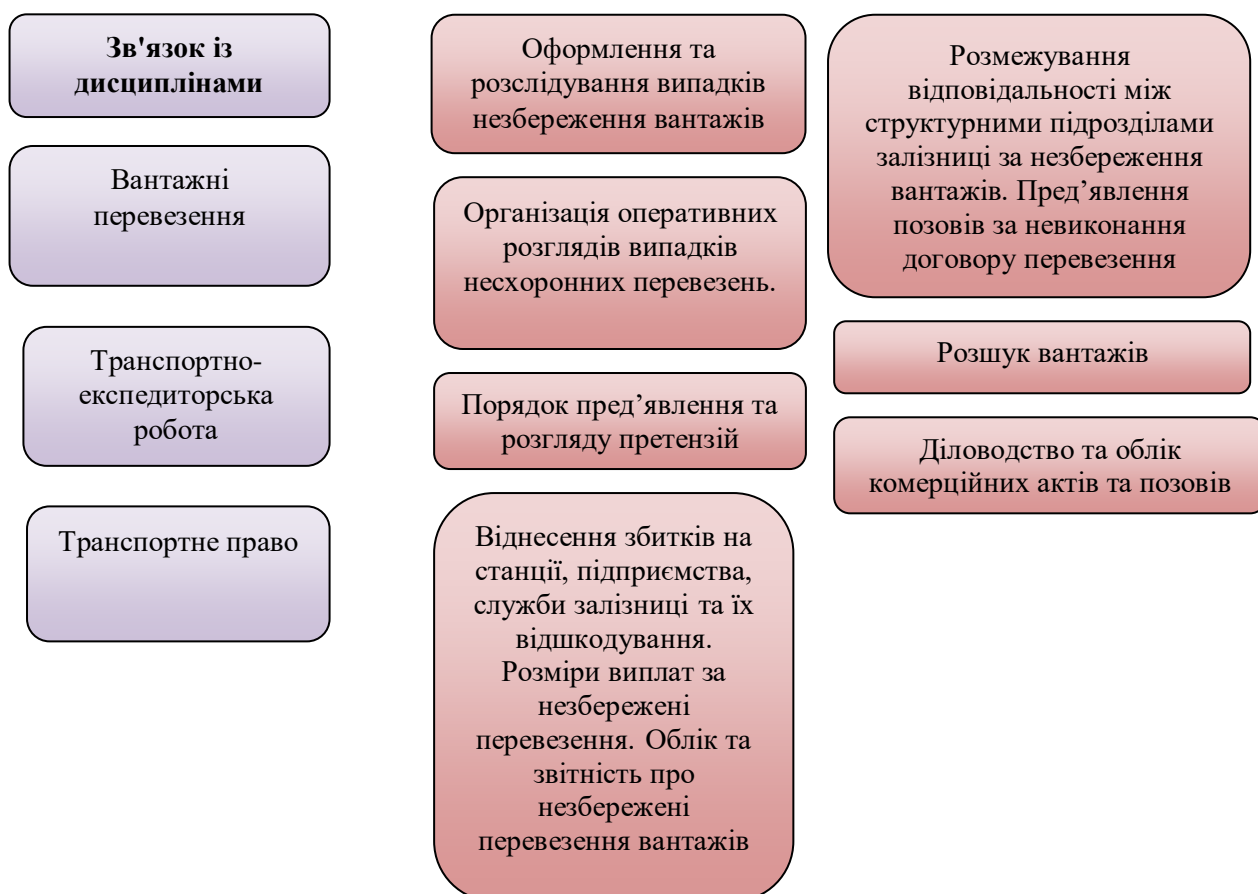 Зв'язок із
дисциплінами
Вантажні
перевезення
Транспортно-
експедиторська
робота
Транспортне право
Оформлення та
розслідування випадків
незбереження вантажів
Організація оперативних
розглядів випадків
несхоронних перевезень.
Порядок пред’явлення та
розгляду претензій
Віднесення збитків на
станції, підприємства,
служби залізниці та їх
відшкодування.
Розміри виплат за
незбережені
перевезення. Облік та
звітність про
незбережені
перевезення вантажів
Розмежування
відповідальності між
структурними підрозділами
залізниці за незбереження
вантажів. Пред’явлення
позовів за невиконання
договору перевезення
Розшук вантажів
Діловодство та облік
комерційних актів та позовів